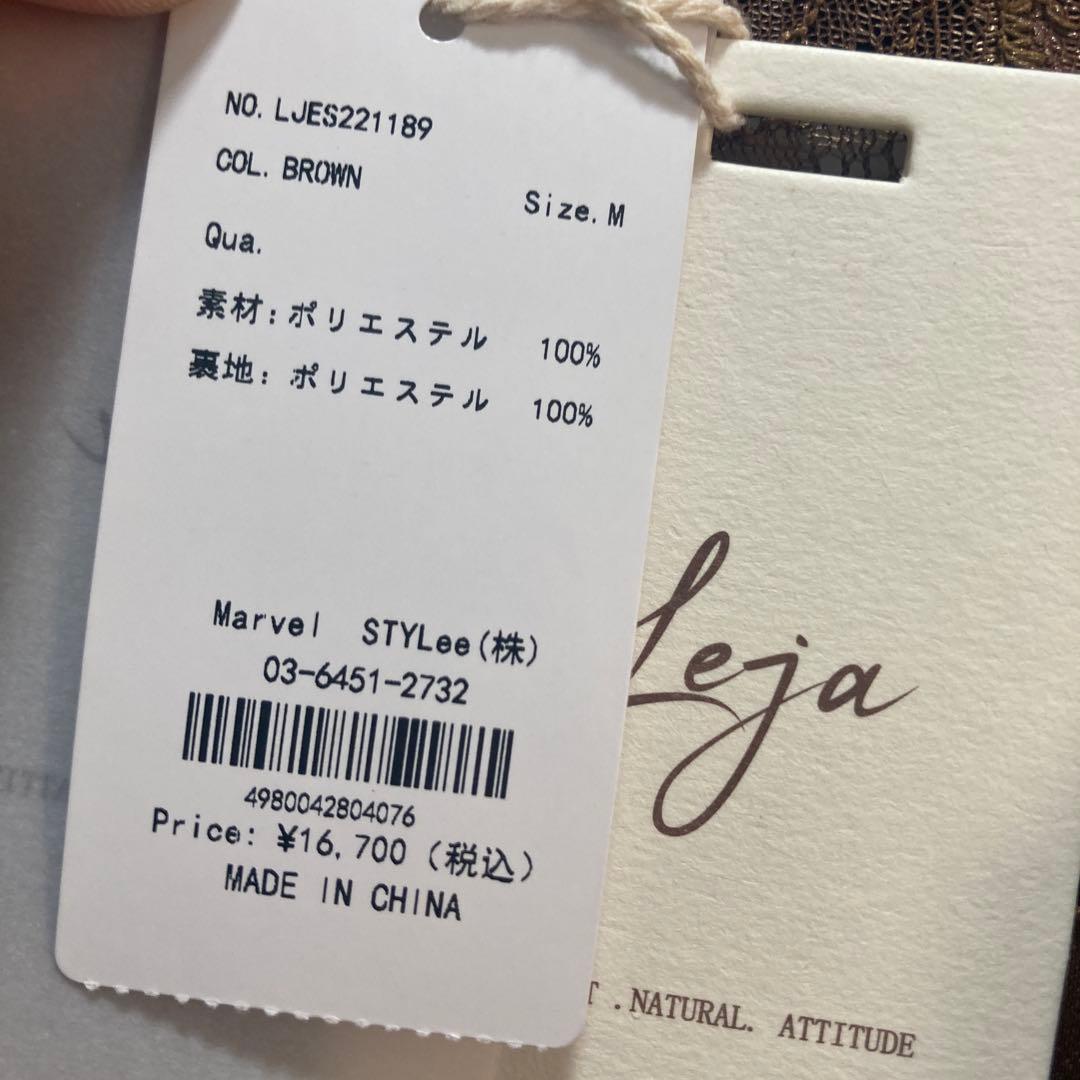 NO. LJES221189
COL. BROWN
Size. M
Qua.
素材: ポリエステル 100%
裏地: ポリエステル 100%
Marvel STYLee(株)
03-6451-2732
4980042804076
Price: ¥16,700 (税込)
MADE IN CHINA
Leja
. NATURAL. ATTITUDE